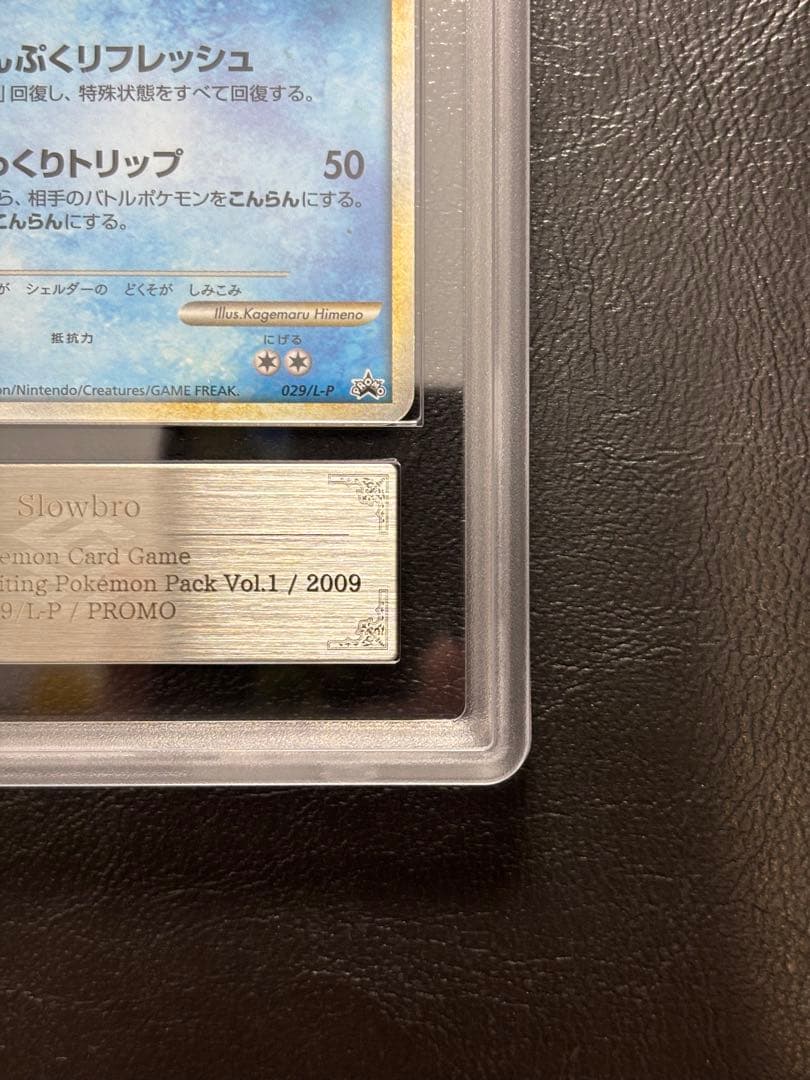 んぷくリフレッシュ
回復し、特殊状態をすべて回復する。
っくりトリップ 50
ら、相手のバトルポケモンをこんらんにする。
こんらんにする。
が シェルダーの どくそが しみこみ
Illus.Kagemaru Himeno
抵抗力 にげる
on/Nintendo/Creatures/GAME FREAK. 029/L-P PROMO
Slowbro
emon Card Game
iting Pokémon Pack Vol.1 / 2009
9/L-P / PROMO